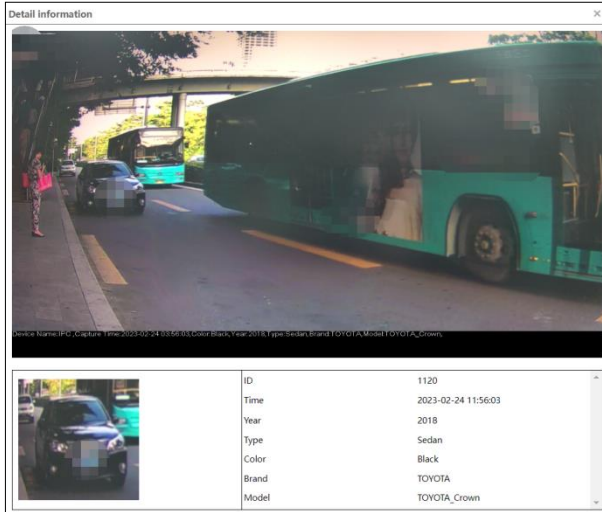 Detail information
Device Name:IPC ,Capture Time:2023-02-24 03:56:03,Color:Black,Year:2018,Type:Sedan,Brand:TOYOTA,Model:TOYOTA_Crown,
ID 1120
Time 2023-02-24 11:56:03
Year 2018
Type Sedan
Color Black
Brand TOYOTA
Model TOYOTA_Crown